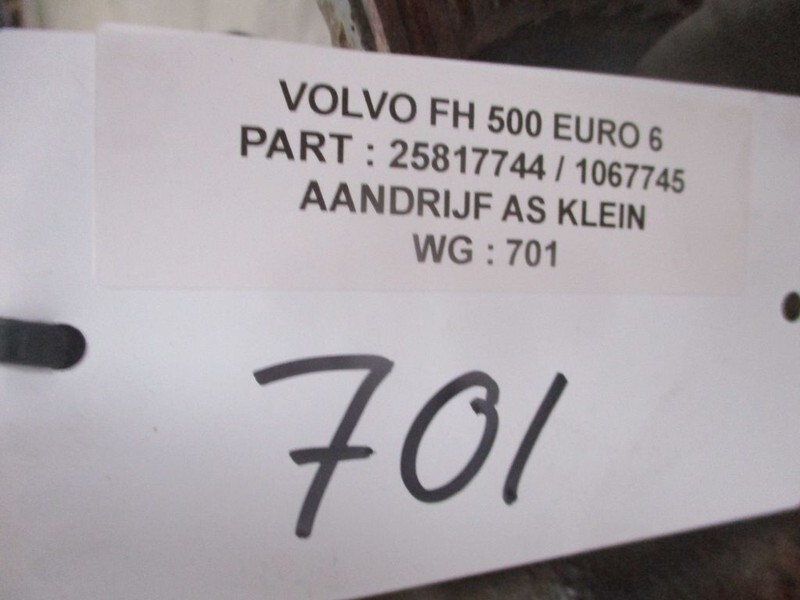 VOLVO FH 500 EURO 6
PART : 25817744 / 1067745
AANDRIJF AS KLEIN
WG : 701
701